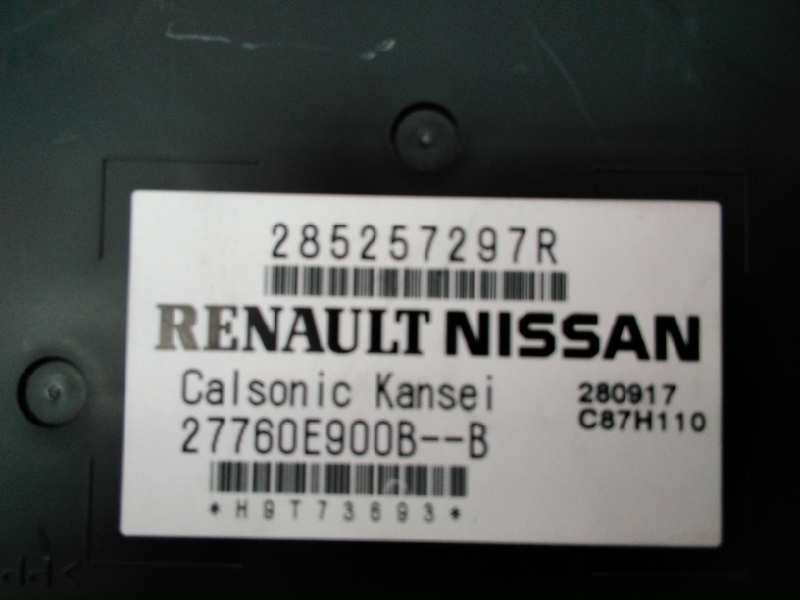 285257297R
RENAULT NISSAN
Calsonic Kansei
280917
C87H110
27760E900B--B
*H9T73693*